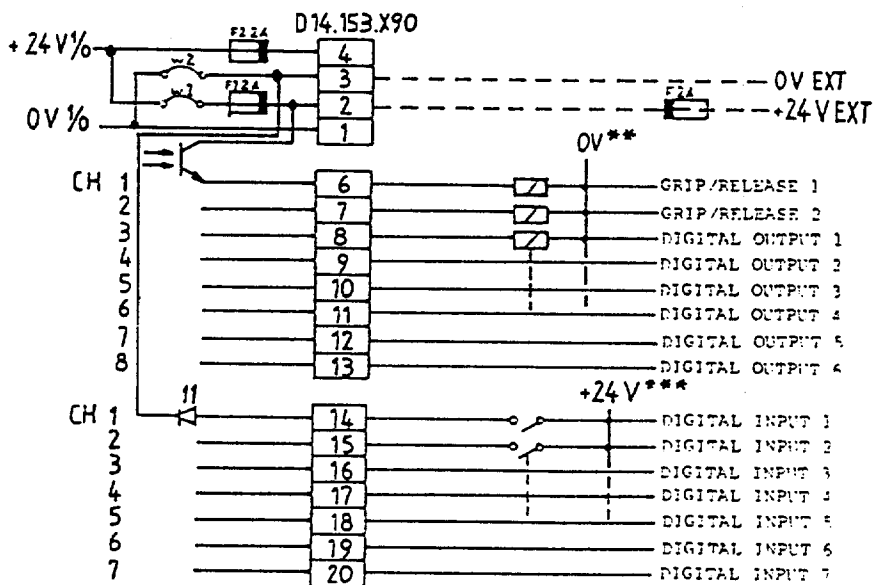 D14.153.X90
+ 24 V I/O F2 2A 4
w2 3 0V EXT
w1 F1 2A 2 F2A +24 V EXT
0V I/O 1
0V**
CH 1 6 GRIP/RELEASE 1
2 7 GRIP/RELEASE 2
3 8 DIGITAL OUTPUT 1
4 9 DIGITAL OUTPUT 2
5 10 DIGITAL OUTPUT 3
6 11 DIGITAL OUTPUT 4
7 12 DIGITAL OUTPUT 5
8 13 DIGITAL OUTPUT 6
+24 V***
11
CH 1 14 DIGITAL INPUT 1
2 15 DIGITAL INPUT 2
3 16 DIGITAL INPUT 3
4 17 DIGITAL INPUT 4
5 18 DIGITAL INPUT 5
6 19 DIGITAL INPUT 6
7 20 DIGITAL INPUT 7